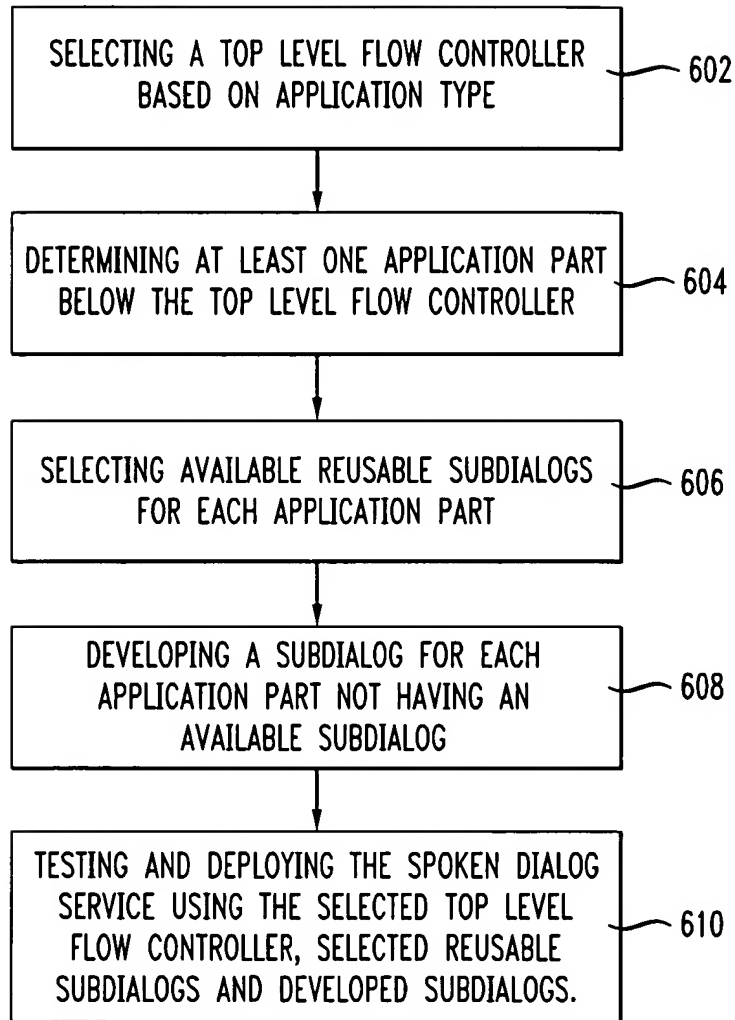 SELECTING A TOP LEVEL FLOW CONTROLLER
BASED ON APPLICATION TYPE
602
DETERMINING AT LEAST ONE APPLICATION PART
BELOW THE TOP LEVEL FLOW CONTROLLER
604
SELECTING AVAILABLE REUSABLE SUBDIALOGS
FOR EACH APPLICATION PART
606
DEVELOPING A SUBDIALOG FOR EACH
APPLICATION PART NOT HAVING AN
AVAILABLE SUBDIALOG
608
TESTING AND DEPLOYING THE SPOKEN DIALOG
SERVICE USING THE SELECTED TOP LEVEL
FLOW CONTROLLER, SELECTED REUSABLE
SUBDIALOGS AND DEVELOPED SUBDIALOGS.
610